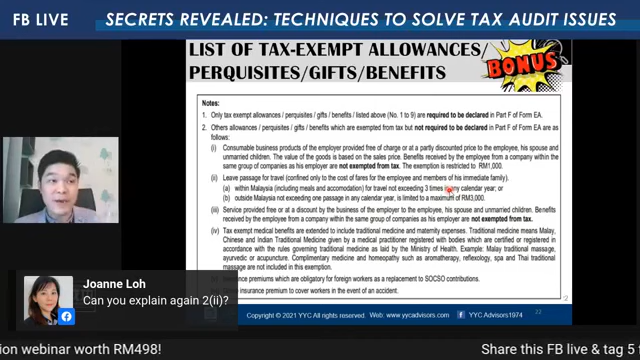 FB LIVE
SECRETS REVEALED: TECHNIQUES TO SOLVE TAX AUDIT ISSUES
LIST OF TAX-EXEMPT ALLOWANCES/
PERQUISITES/GIFTS/BENEFITS
BONUS
Notes:
1. Only tax exempt allowances / perquisites / gifts / benefits / listed above (No. 1 to 9) are required to be declared in Part F of Form EA.
2. Others allowances / perquisites / gifts / benefits which are exempted from tax but not required to be declared in Part F of Form EA are as
follows:
(i) Consumable business products of the employer provided free of charge or at a partly discounted price to the employee, his spouse and
unmarried children. The value of the goods is based on the sales price. Benefits received by the employee from a company within the
same group of companies as his employer are not exempted from tax. The exemption is restricted to RM1,000.
(ii) Leave passage for travel (confined only to the cost of fares for the employee and members of his immediate family).
(a) within Malaysia (including meals and accomodation) for travel not exceeding 3 times in any calendar year; or
(b) outside Malaysia not exceeding one passage in any calendar year, is limited to a maximum of RM3,000.
(iii) Service provided free or at a discount by the business of the employer to the employee, his spouse and unmarried children. Benefits
received by the employee from a company within the same group of companies as his employer are not exempted from tax.
(iv) Tax exempt medical benefits are extended to include traditional medicine and maternity expenses. Traditional medicine means Malay,
Chinese and Indian Traditional Medicine given by a medical practitioner registered with bodies which are certified or registered in
accordance with the rules governing traditional medicine as laid by the Ministry of Health. Example: Malay traditional massage,
ayurvedic or acupuncture. Complimentary medicine and homeopathy such as aromatherapy, reflexology, spa and Thai traditional
massage are not included in this exemption.
insurance premiums which are obligatory for foreign workers as a replacement to SOCSO contributions.
insurance premium to cover workers in the event of an accident.
22
Joanne Loh
Can you explain again 2(ii)?
Copyright © 2021 YYC Advisors. Web: www.yycadvisors.com YYC Advisors1974
22
ion webinar worth RM498!
Share this FB live & tag 5 f